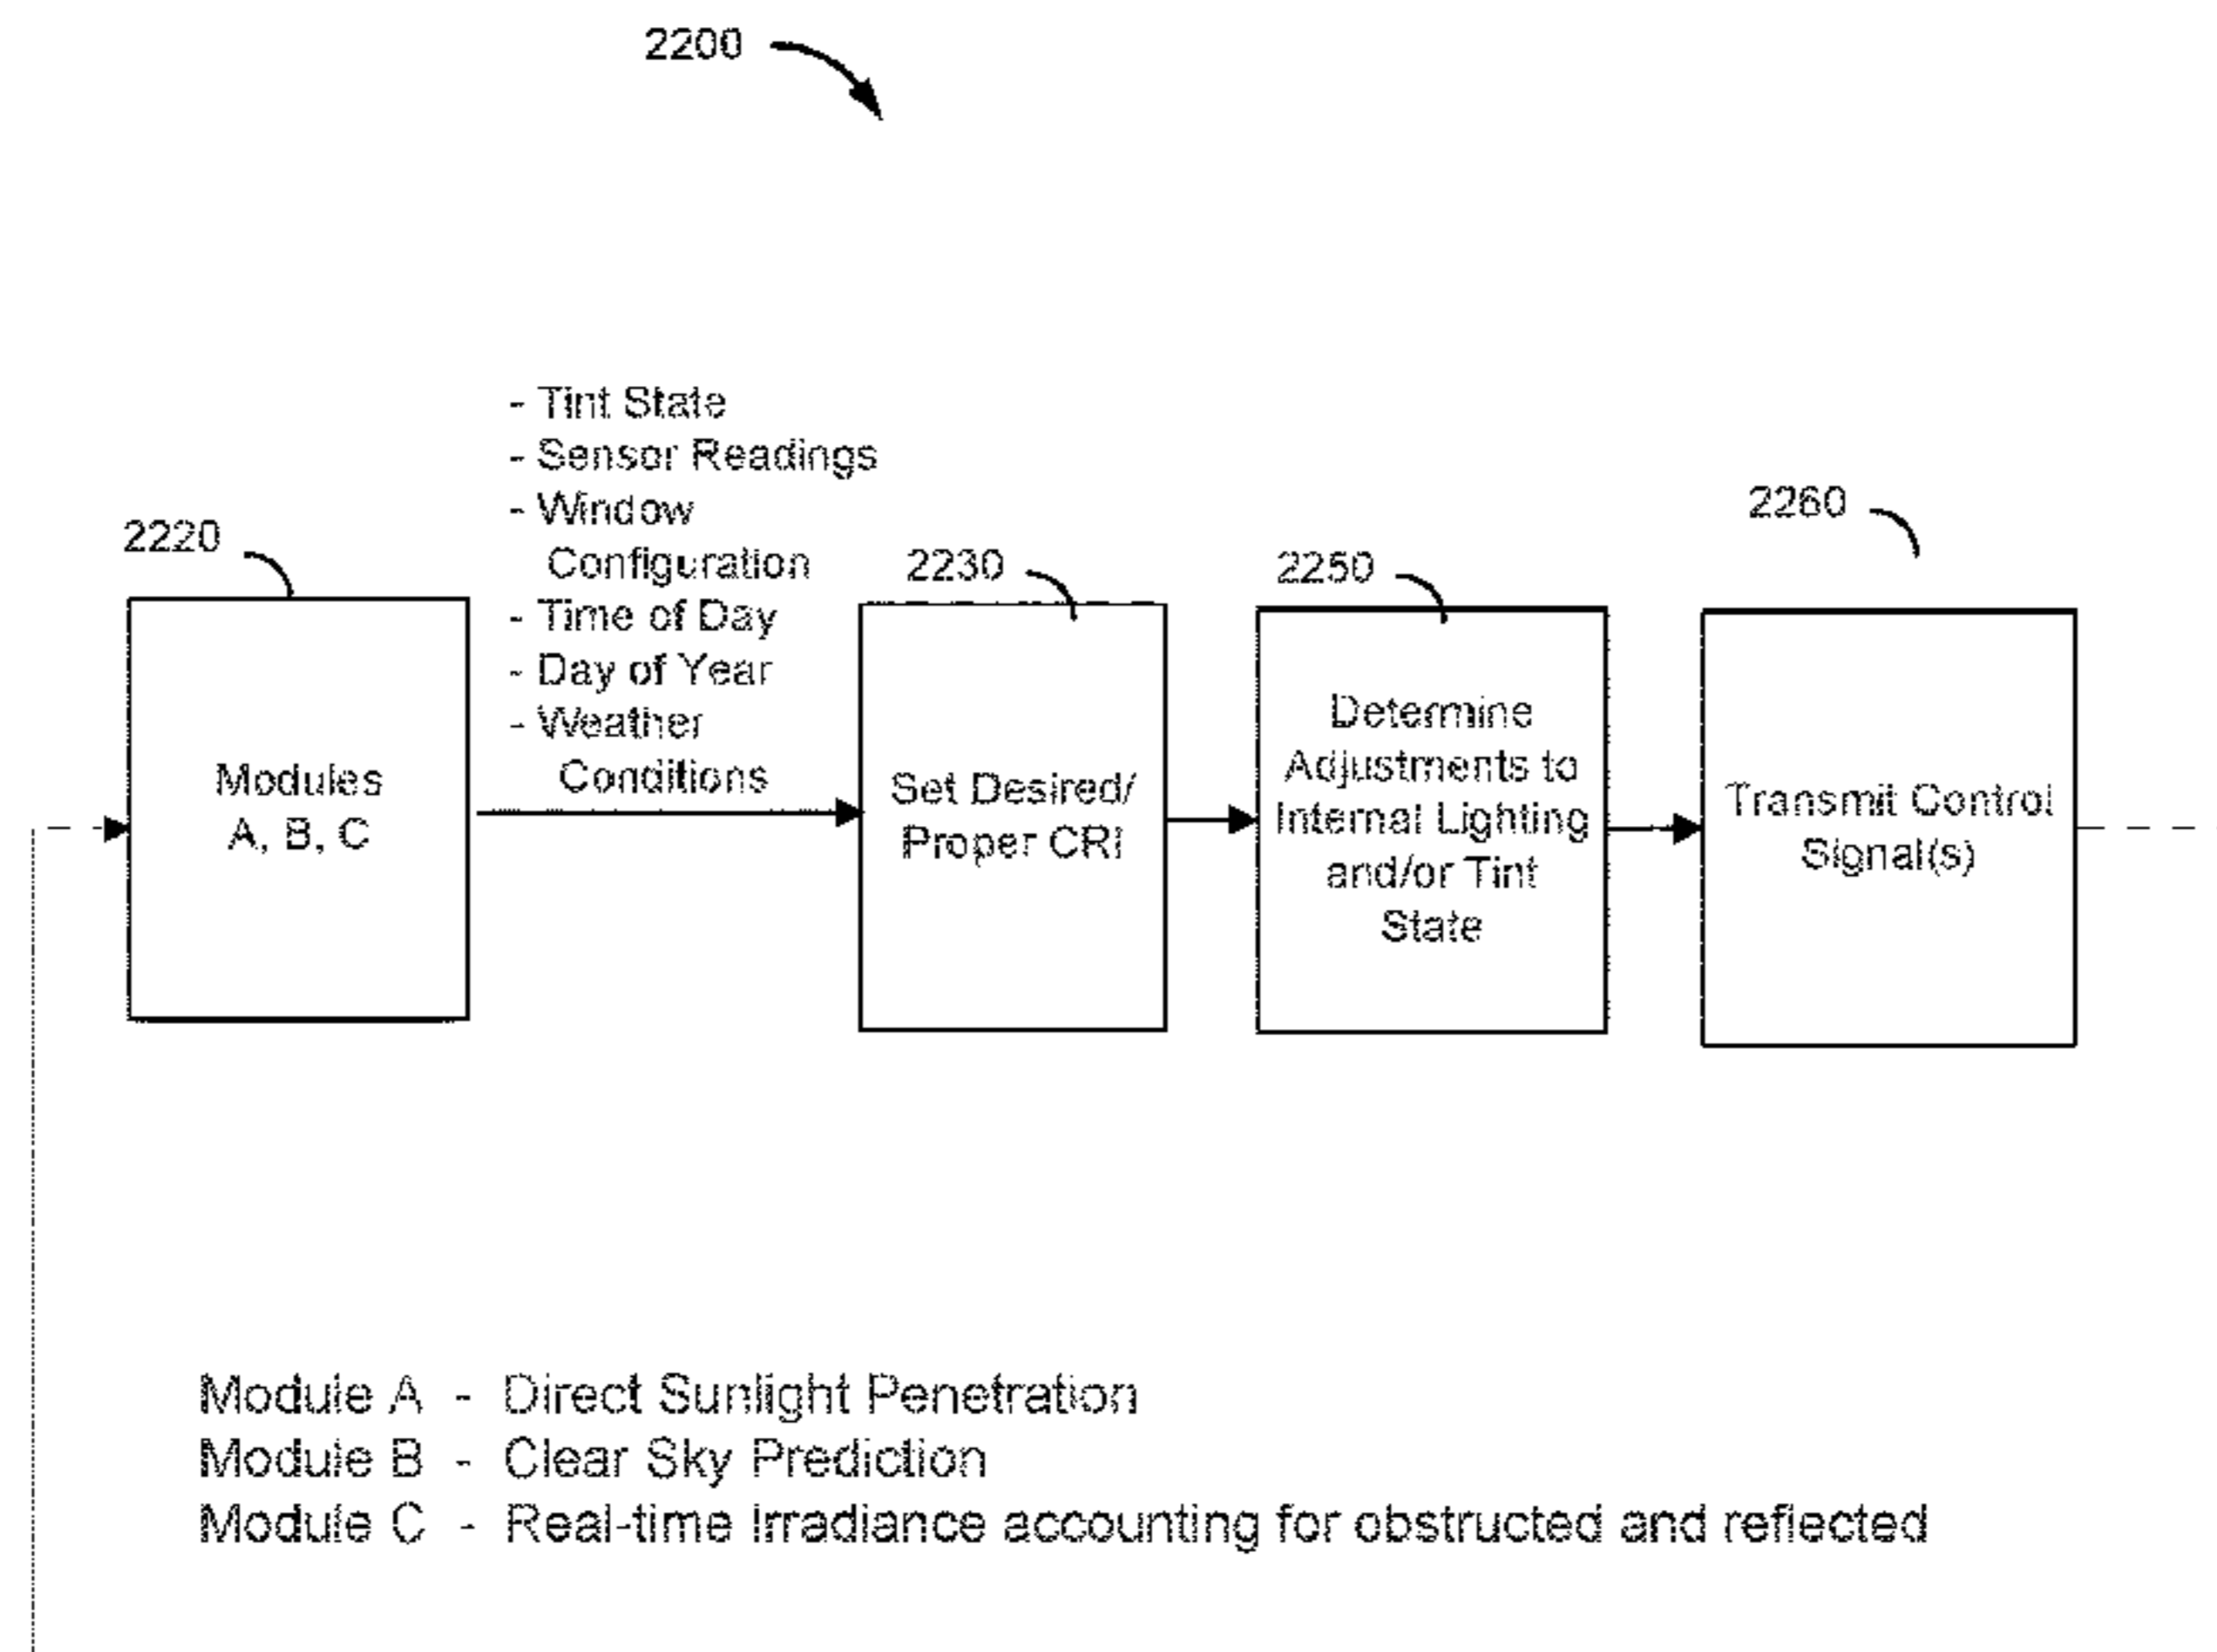 2200
- Tint State
- Sensor Readings
- Window
Configuration
- Time of Day
- Day of Year
- Weather
Conditions
2220
2230
2250
2260
Modules
A, B, C
Set Desired/
Proper CRI
Determine
Adjustments to
Internal Lighting
and/or Tint
State
Transmit Control
Signal(s)
Module A - Direct Sunlight Penetration
Module B - Clear Sky Prediction
Module C - Real-time Irradiance accounting for obstructed and reflected